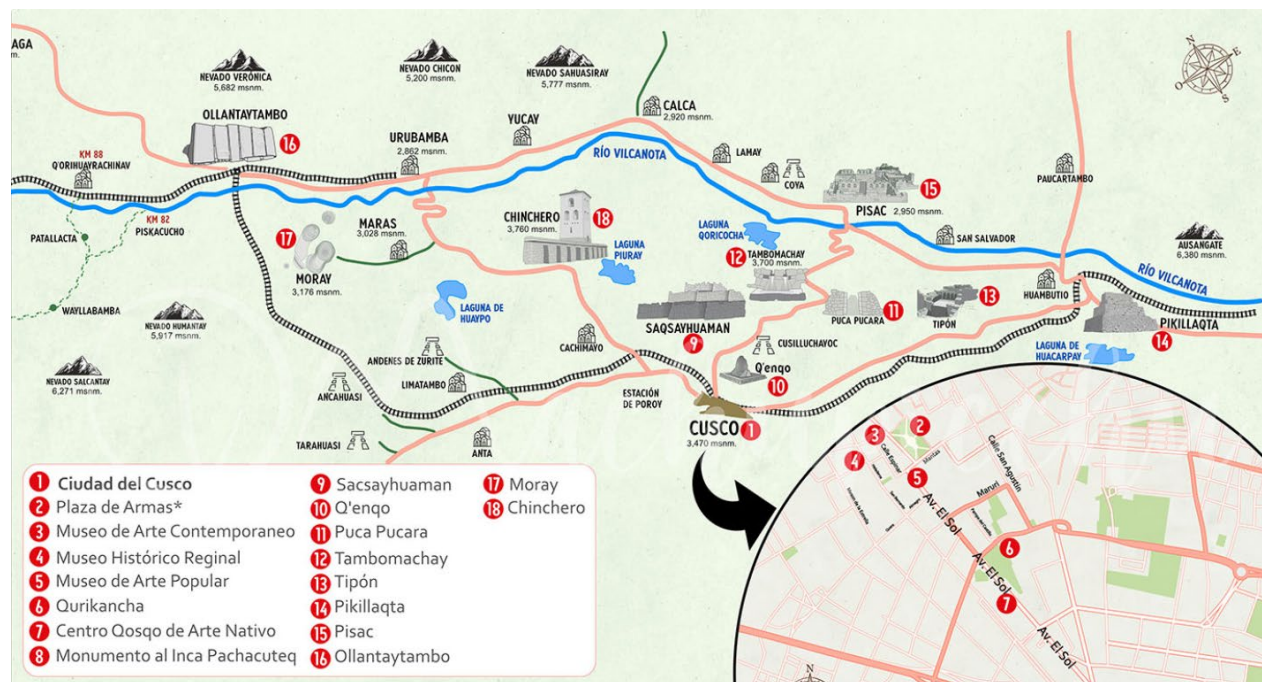 AGA
m.
NEVADO VERÓNICA
5,682 msnm.
NEVADO CHICON
5,200 msnm.
NEVADO SAHUASIRAY
5,777 msnm.
N
E
S
O
OLLANTAYTAMBO
16
URUBAMBA
2,862 msnm.
YUCAY
CALCA
2,920 msnm.
RÍO VILCANOTA
LAMAY
COYA
KM 88
Q'ORIHUAYRACHINAV
KM 82
PISKACUCHO
PATALLACTA
WAYLLABAMBA
17
MORAY
3,176 msnm.
MARAS
3,028 msnm.
CHINCHERO
3,760 msnm.
18
LAGUNA
PIURAY
LAGUNA
QORICOCHA
15
PISAC
2,950 msnm.
PAUCARTAMBO
SAN SALVADOR
AUSANGATE
6,380 msnm.
RÍO VILCANOTA
12
TAMBOMACHAY
3,700 msnm.
LAGUNA DE
HUAYPO
SAQSAYHUAMAN
9
PUCA PUCARA
11
TIPÓN
13
HUAMBUTIO
PIKILLAQTA
14
LAGUNA DE
HUACARPAY
NEVADO HUMANTAY
5,917 msnm.
NEVADO SALCANTAY
6,271 msnm.
CACHIMAYO
ANDENES DE ZURITE
LIMATAMBO
ANCAHUASI
TARAHUASI
ANTA
ESTACIÓN
DE POROY
CUSILLUCHAYOC
Q'enqo
10
CUSCO
1
3,470 msnm.
1 Ciudad del Cusco
2 Plaza de Armas*
3 Museo de Arte Contemporaneo
4 Museo Histórico Reginal
5 Museo de Arte Popular
6 Qurikancha
7 Centro Qosqo de Arte Nativo
8 Monumento al Inca Pachacuteq
9 Sacsayhuaman
10 Q'enqo
11 Puca Pucara
12 Tambomachay
13 Tipón
14 Pikillaqta
15 Pisac
16 Ollantaytambo
17 Moray
18 Chinchero
2
3
4
5
Calle Espinar
Mantas
Calle San Agustín
Maruri
Av. El Sol
6
Av. El Sol
7
Av. El Sol
N